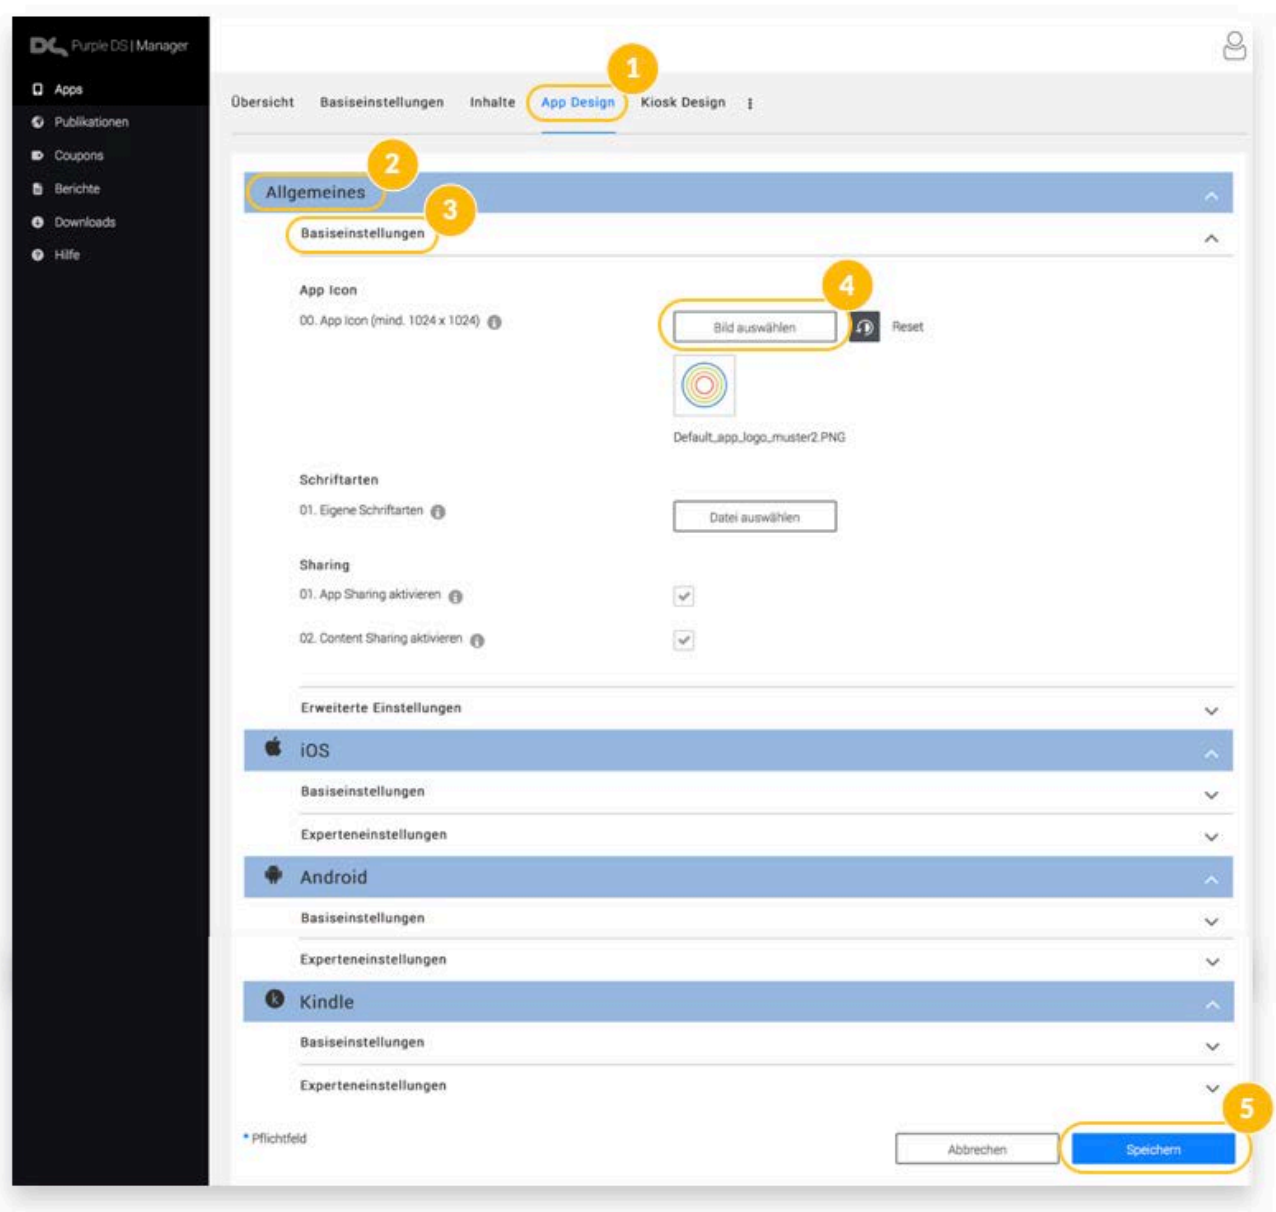 Purple DS | Manager
Apps
Publikationen
Coupons
Berichte
Downloads
Hilfe
1
Übersicht Basiseinstellungen Inhalte App Design Kiosk Design
2
Allgemeines
3
Basiseinstellungen
App Icon
4
00. App Icon (mind. 1024 x 1024)
Bild auswählen Reset
Default_app_logo_muster2.PNG
Schriftarten
01. Eigene Schriftarten
Datei auswählen
Sharing
01. App Sharing aktivieren
02. Content Sharing aktivieren
Erweiterte Einstellungen
iOS
Basiseinstellungen
Experteneinstellungen
Android
Basiseinstellungen
Experteneinstellungen
k Kindle
Basiseinstellungen
Experteneinstellungen
5
* Pflichtfeld
Abbrechen Speichern